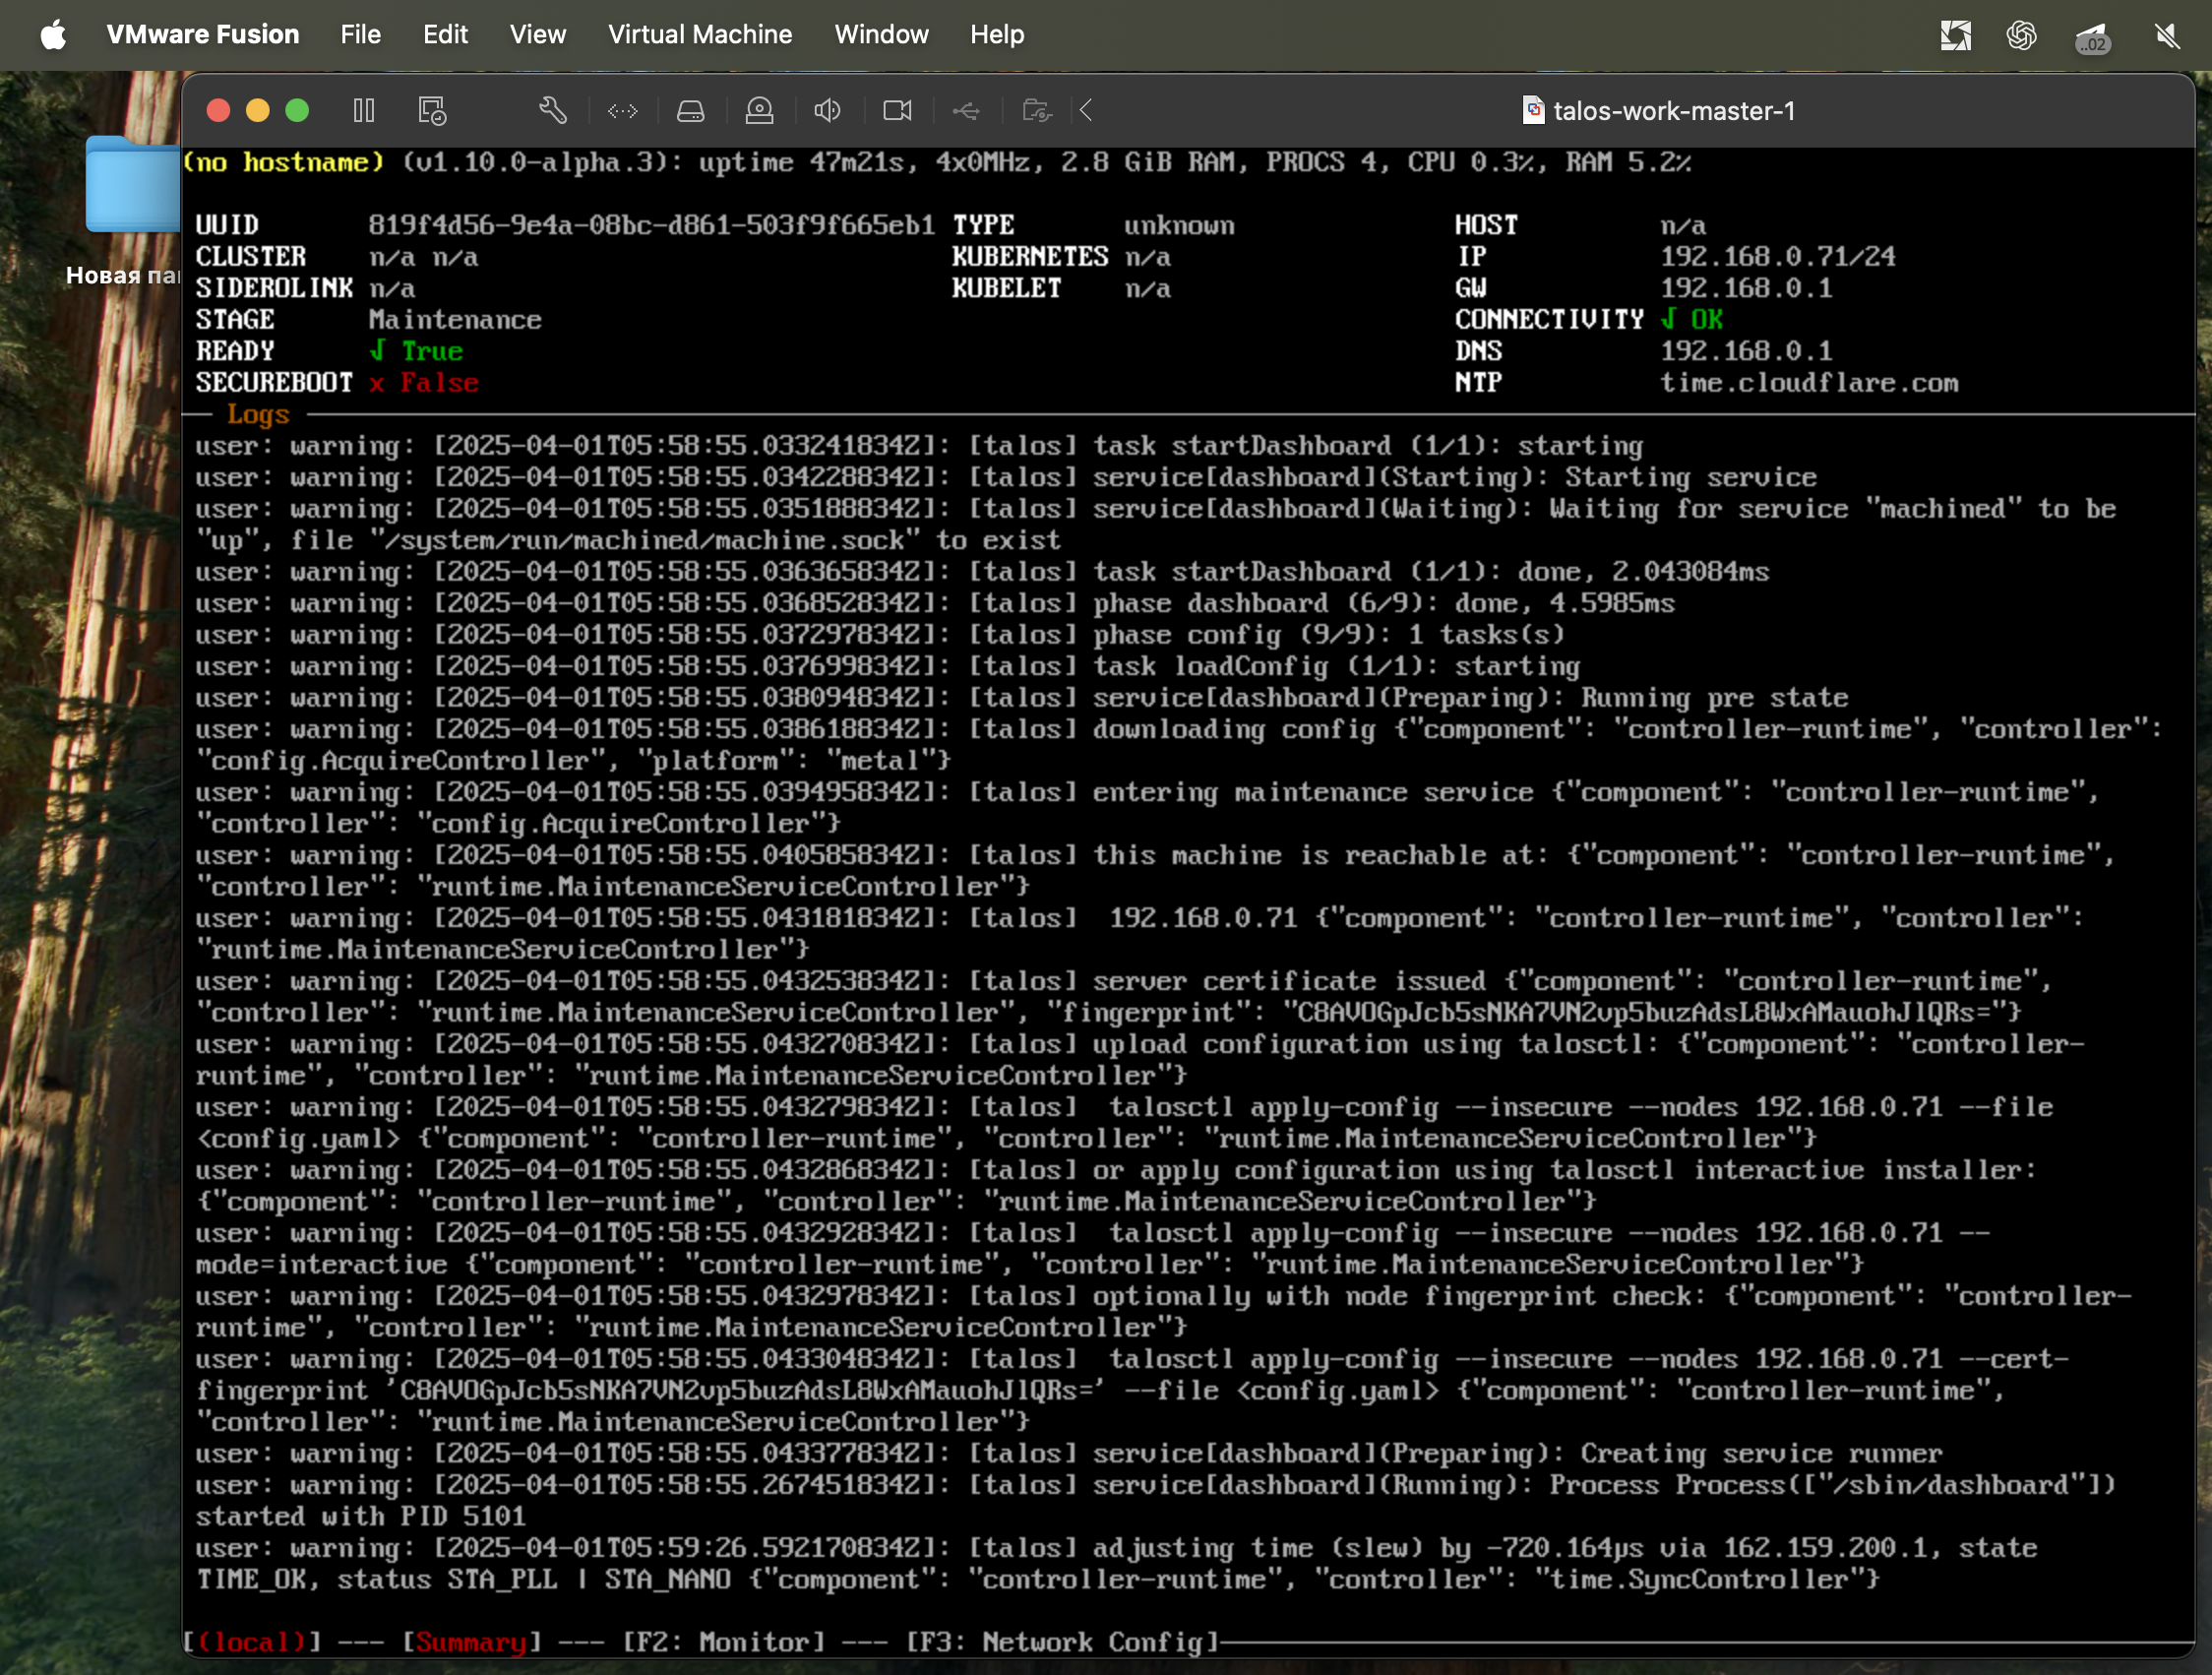 VMware Fusion File Edit View Virtual Machine Window Help ..02
talos-work-master-1
Новая па
(no hostname) (v1.10.0-alpha.3): uptime 47m21s, 4x0MHz, 2.8 GiB RAM, PROCS 4, CPU 0.3%, RAM 5.2%
UUID 819f4d56-9e4a-08bc-d861-503f9f665eb1 TYPE unknown HOST n/a
CLUSTER n/a n/a KUBERNETES n/a IP 192.168.0.71/24
SIDEROLINK n/a KUBELET n/a GW 192.168.0.1
STAGE Maintenance CONNECTIVITY √ OK
READY √ True DNS 192.168.0.1
SECUREBOOT x False NTP time.cloudflare.com
Logs
user: warning: [2025-04-01T05:58:55.033241834Z]: [talos] task startDashboard (1/1): starting
user: warning: [2025-04-01T05:58:55.034228834Z]: [talos] service[dashboard](Starting): Starting service
user: warning: [2025-04-01T05:58:55.035188834Z]: [talos] service[dashboard](Waiting): Waiting for service "machined" to be
"up", file "/system/run/machined/machine.sock" to exist
user: warning: [2025-04-01T05:58:55.036365834Z]: [talos] task startDashboard (1/1): done, 2.043084ms
user: warning: [2025-04-01T05:58:55.036852834Z]: [talos] phase dashboard (6/9): done, 4.5985ms
user: warning: [2025-04-01T05:58:55.037297834Z]: [talos] phase config (9/9): 1 tasks(s)
user: warning: [2025-04-01T05:58:55.037699834Z]: [talos] task loadConfig (1/1): starting
user: warning: [2025-04-01T05:58:55.038094834Z]: [talos] service[dashboard](Preparing): Running pre state
user: warning: [2025-04-01T05:58:55.038618834Z]: [talos] downloading config {"component": "controller-runtime", "controller":
"config.AcquireController", "platform": "metal"}
user: warning: [2025-04-01T05:58:55.039495834Z]: [talos] entering maintenance service {"component": "controller-runtime",
"controller": "config.AcquireController"}
user: warning: [2025-04-01T05:58:55.040585834Z]: [talos] this machine is reachable at: {"component": "controller-runtime",
"controller": "runtime.MaintenanceServiceController"}
user: warning: [2025-04-01T05:58:55.043181834Z]: [talos] 192.168.0.71 {"component": "controller-runtime", "controller":
"runtime.MaintenanceServiceController"}
user: warning: [2025-04-01T05:58:55.043253834Z]: [talos] server certificate issued {"component": "controller-runtime",
"controller": "runtime.MaintenanceServiceController", "fingerprint": "C8AVOGpJcb5sNKA7VN2vp5buzAdsL8WxAMauohJlQRs="}
user: warning: [2025-04-01T05:58:55.043270834Z]: [talos] upload configuration using talosctl: {"component": "controller-
runtime", "controller": "runtime.MaintenanceServiceController"}
user: warning: [2025-04-01T05:58:55.043279834Z]: [talos] talosctl apply-config --insecure --nodes 192.168.0.71 --file
<config.yaml> {"component": "controller-runtime", "controller": "runtime.MaintenanceServiceController"}
user: warning: [2025-04-01T05:58:55.043286834Z]: [talos] or apply configuration using talosctl interactive installer:
{"component": "controller-runtime", "controller": "runtime.MaintenanceServiceController"}
user: warning: [2025-04-01T05:58:55.043292834Z]: [talos] talosctl apply-config --insecure --nodes 192.168.0.71 --
mode=interactive {"component": "controller-runtime", "controller": "runtime.MaintenanceServiceController"}
user: warning: [2025-04-01T05:58:55.043297834Z]: [talos] optionally with node fingerprint check: {"component": "controller-
runtime", "controller": "runtime.MaintenanceServiceController"}
user: warning: [2025-04-01T05:58:55.043304834Z]: [talos] talosctl apply-config --insecure --nodes 192.168.0.71 --cert-
fingerprint 'C8AVOGpJcb5sNKA7VN2vp5buzAdsL8WxAMauohJlQRs=' --file <config.yaml> {"component": "controller-runtime",
"controller": "runtime.MaintenanceServiceController"}
user: warning: [2025-04-01T05:58:55.043377834Z]: [talos] service[dashboard](Preparing): Creating service runner
user: warning: [2025-04-01T05:58:55.267451834Z]: [talos] service[dashboard](Running): Process Process(["/sbin/dashboard"])
started with PID 5101
user: warning: [2025-04-01T05:59:26.592170834Z]: [talos] adjusting time (slew) by -720.164µs via 162.159.200.1, state
TIME_OK, status STA_PLL | STA_NANO {"component": "controller-runtime", "controller": "time.SyncController"}
[(local)] --- [Summary] --- [F2: Monitor] --- [F3: Network Config]